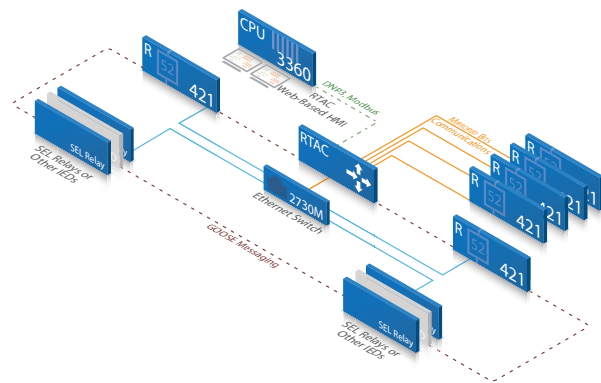 CPU
3360
R
52
421
DNP3, Modbus
RTAC
Web-Based HMI
RTAC
Mirrored Bits
Communications
SEL Relay
SEL Relays or
Other IEDs
2730M
Ethernet Switch
R
52
421
R
52
421
421
421
R
52
421
GOOSE Messaging
SEL Relay
SEL Relays or
Other IEDs